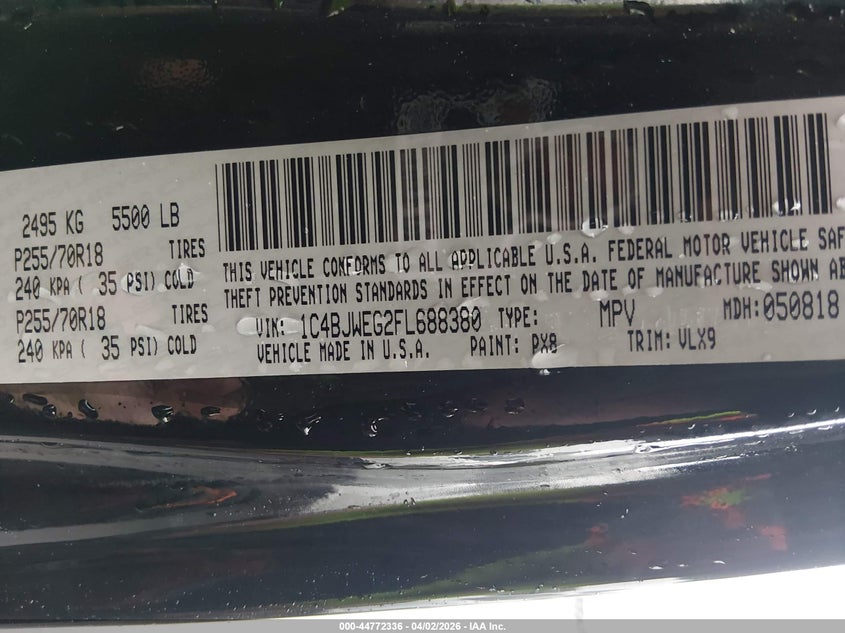 2495 KG 5500 LB
P255/70R18 TIRES
240 KPA ( 35 PSI) COLD
P255/70R18 TIRES
240 KPA ( 35 PSI) COLD
THIS VEHICLE CONFORMS TO ALL APPLICABLE U.S.A. FEDERAL MOTOR VEHICLE SAF
THEFT PREVENTION STANDARDS IN EFFECT ON THE DATE OF MANUFACTURE SHOWN AB
VIN: 1C4BJWEG2FL688380 TYPE: MPV MDH: 050818
VEHICLE MADE IN U.S.A. PAINT: PX8 TRIM: VLX9
000-44772336 - 04/02/2026 - IAA Inc.